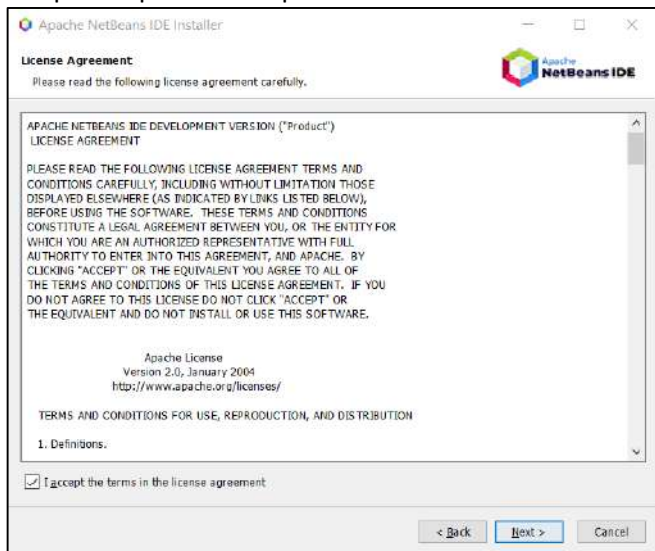 Apache NetBeans IDE Installer
License Agreement
Please read the following license agreement carefully.
Apache
NetBeans IDE
APACHE NETBEANS IDE DEVELOPMENT VERSION ("Product")
LICENSE AGREEMENT
PLEASE READ THE FOLLOWING LICENSE AGREEMENT TERMS AND
CONDITIONS CAREFULLY, INCLUDING WITHOUT LIMITATION THOSE
DISPLAYED ELSEWHERE (AS INDICATED BY LINKS LISTED BELOW),
BEFORE USING THE SOFTWARE. THESE TERMS AND CONDITIONS
CONSTITUTE A LEGAL AGREEMENT BETWEEN YOU, OR THE ENTITY FOR
WHICH YOU ARE AN AUTHORIZED REPRESENTATIVE WITH FULL
AUTHORITY TO ENTER INTO THIS AGREEMENT, AND APACHE. BY
CLICKING "ACCEPT" OR THE EQUIVALENT YOU AGREE TO ALL OF
THE TERMS AND CONDITIONS OF THIS LICENSE AGREEMENT. IF YOU
DO NOT AGREE TO THIS LICENSE DO NOT CLICK "ACCEPT" OR
THE EQUIVALENT AND DO NOT INSTALL OR USE THIS SOFTWARE.
Apache License
Version 2.0, January 2004
http://www.apache.org/licenses/
TERMS AND CONDITIONS FOR USE, REPRODUCTION, AND DISTRIBUTION
1. Definitions.
I accept the terms in the license agreement
< Back Next > Cancel